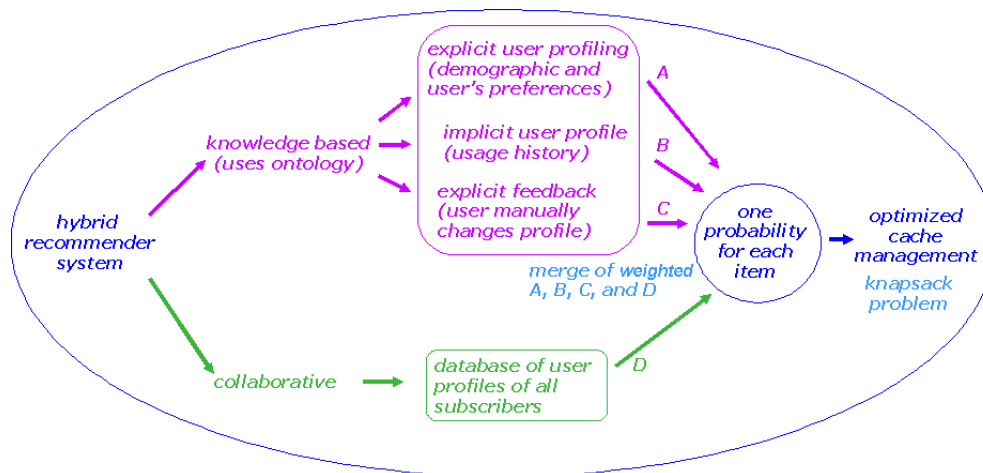 explicit user profiling
(demographic and
user's preferences)
A
implicit user profile
(usage history)
B
knowledge based
(uses ontology)
explicit feedback
(user manually
changes profile)
C
hybrid
recommender
system
one
probability
for each
item
optimized
cache
management
knapsack
problem
merge of weighted
A, B, C, and D
collaborative
database of user
profiles of all
subscribers
D